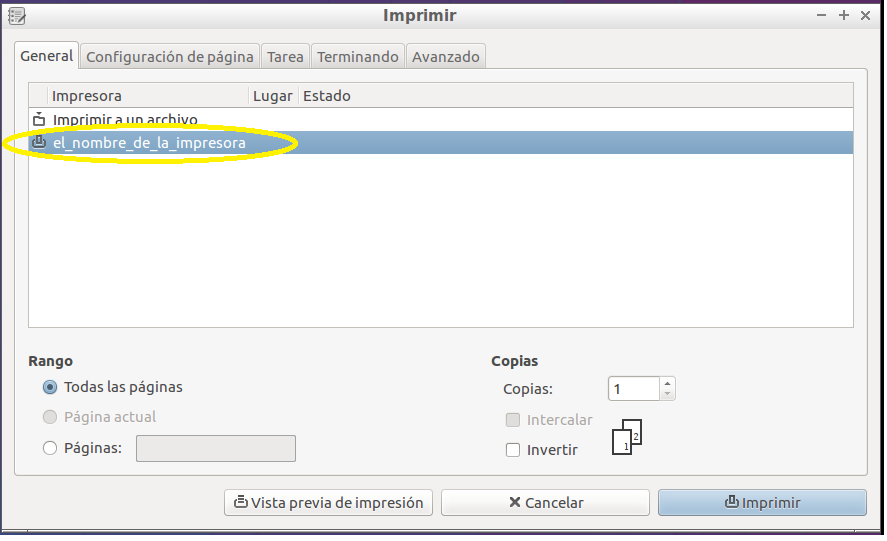 Imprimir
General Configuración de página Tarea Terminando Avanzado
Impresora Lugar Estado
Imprimir a un archivo
el_nombre_de_la_impresora
Rango Copias
Todas las páginas Copias: 1
Página actual Intercalar
Páginas: Invertir
1 2
Vista previa de impresión Cancelar Imprimir